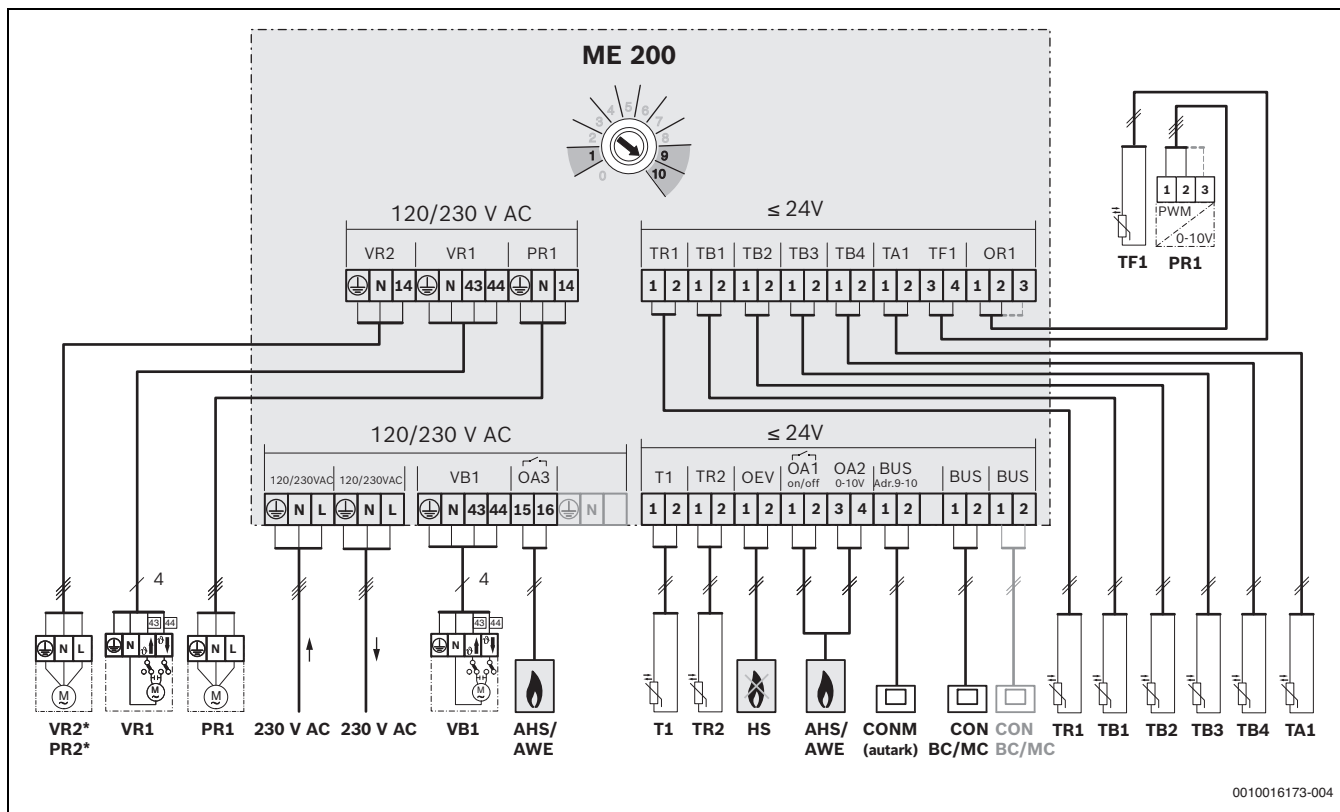 ME 200
0 1 2 3 4 5 6 7 8 9 10
120/230 V AC
≤ 24V
VR2 VR1 PR1
TR1 TB1 TB2 TB3 TB4 TA1 TF1 OR1
N 14 N 43 44 N 14
1 2 1 2 1 2 1 2 1 2 1 2 3 4 1 2 3
1 2 3
PWM
0-10V
TF1 PR1
120/230 V AC
≤ 24V
120/230VAC 120/230VAC VB1 OA3
T1 TR2 OEV OA1 OA2 BUS BUS BUS
on/off 0-10V Adr.9-10
N L N L N 43 44 15 16 N
1 2 1 2 1 2 1 2 3 4 1 2 1 2 1 2
4 4
43 44 43 44
N L N ϑ ϑ N L N ϑ ϑ
M ~ M ~ M ~ M ~
VR2* VR1 PR1 230 V AC 230 V AC VB1 AHS/ T1 TR2 HS AHS/ CONM CON CON TR1 TB1 TB2 TB3 TB4 TA1
PR2* AWE AWE (autark) BC/MC BC/MC
0010016173-004